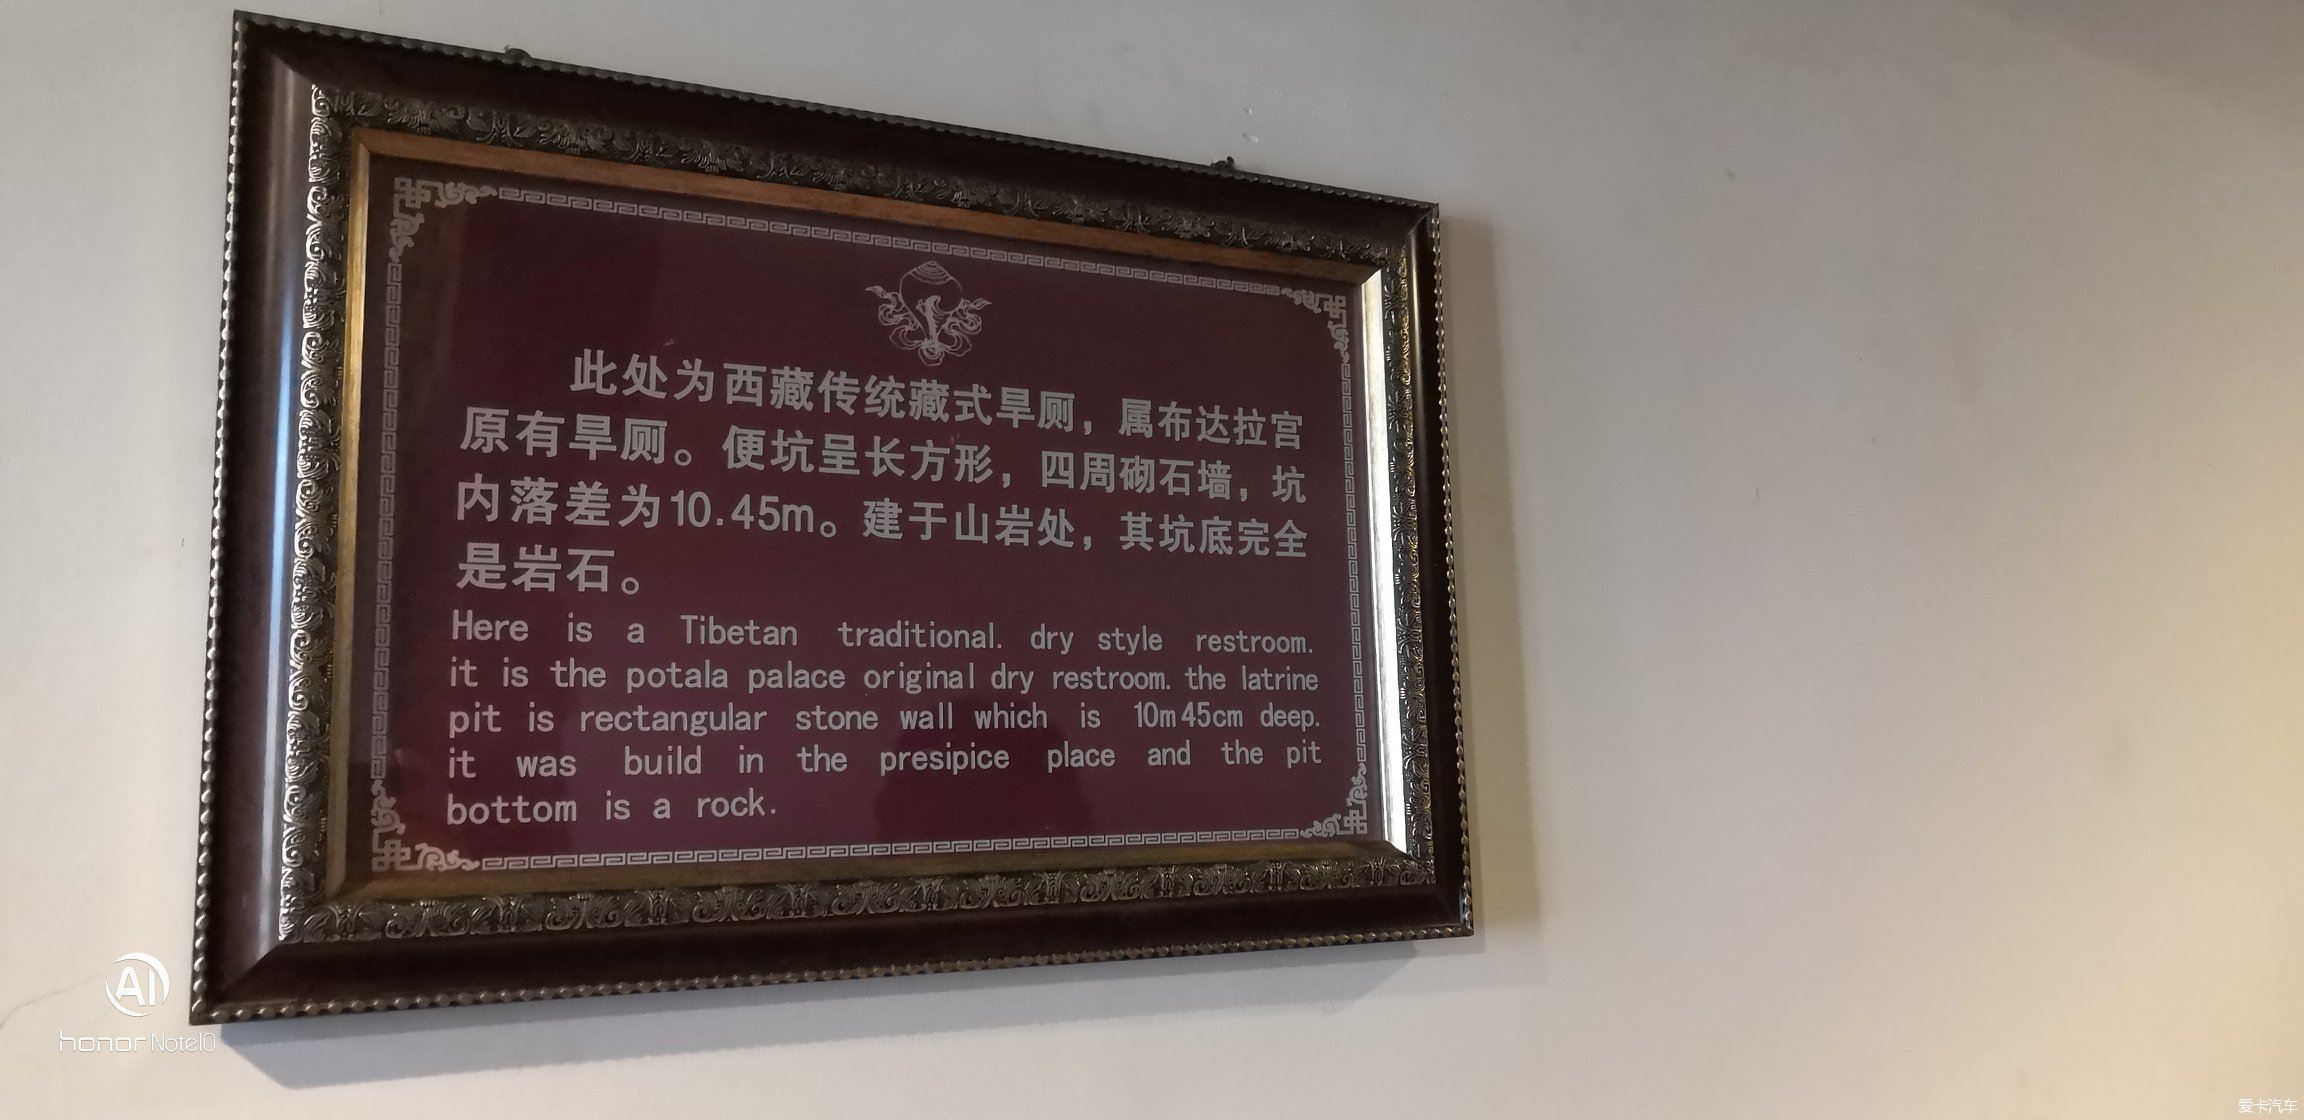 此处为西藏传统藏式旱厕，属布达拉宫
原有旱厕。便坑呈长方形，四周砌石墙，坑
内落差为10.45m。建于山岩处，其坑底完全
是岩石。
Here is a Tibetan traditional. dry style restroom.
it is the potala palace original dry restroom. the latrine
pit is rectangular stone wall which is 10m45cm deep.
it was build in the presipice place and the pit
bottom is a rock.
AI
honor Note10
爱卡汽车